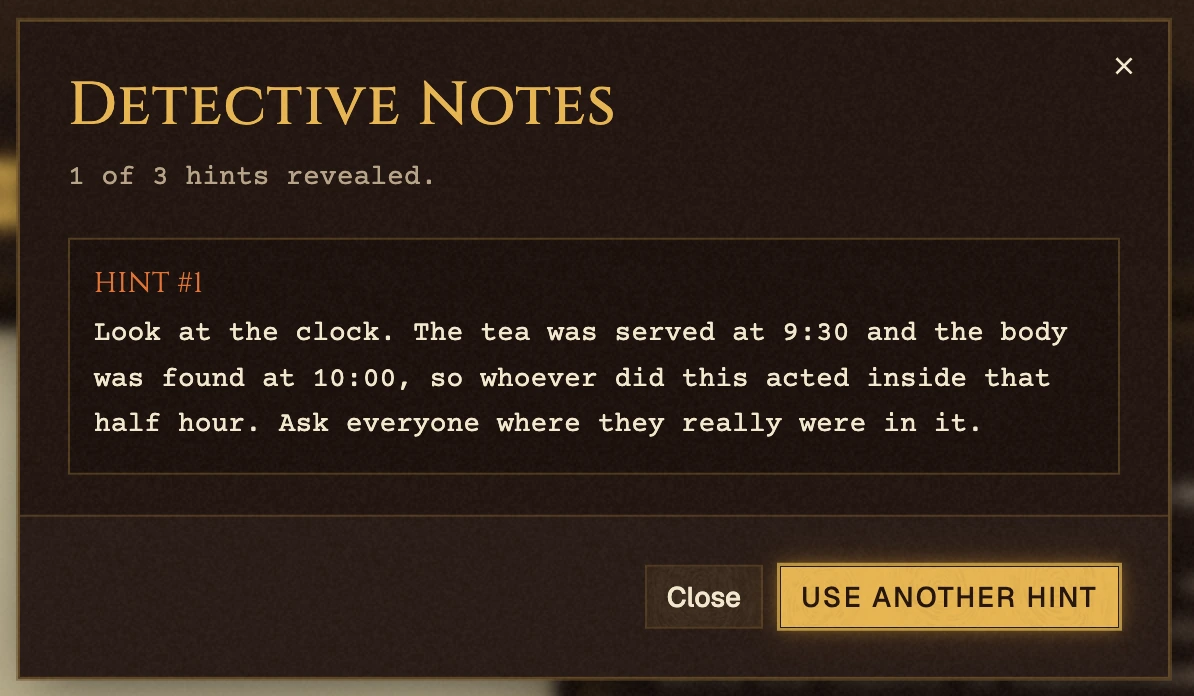 Detective Notes
1 of 3 hints revealed.
HINT #1
Look at the clock. The tea was served at 9:30 and the body
was found at 10:00, so whoever did this acted inside that
half hour. Ask everyone where they really were in it.
Close
USE ANOTHER HINT